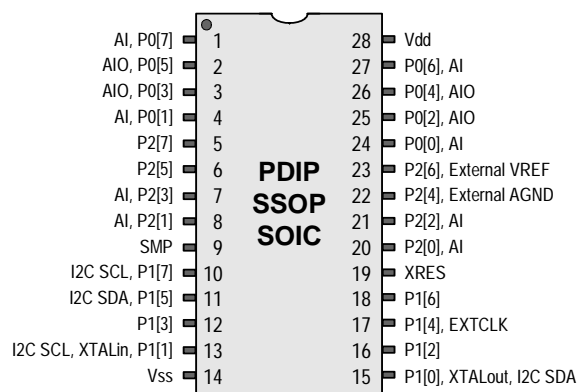 AI, P0[7] 1 28 Vdd
AIO, P0[5] 2 27 P0[6], AI
AIO, P0[3] 3 26 P0[4], AIO
AI, P0[1] 4 25 P0[2], AIO
P2[7] 5 24 P0[0], AI
P2[5] 6 PDIP 23 P2[6], External VREF
AI, P2[3] 7 SSOP 22 P2[4], External AGND
AI, P2[1] 8 SOIC 21 P2[2], AI
SMP 9 20 P2[0], AI
I2C SCL, P1[7] 10 19 XRES
I2C SDA, P1[5] 11 18 P1[6]
P1[3] 12 17 P1[4], EXTCLK
I2C SCL, XTALin, P1[1] 13 16 P1[2]
Vss 14 15 P1[0], XTALout, I2C SDA